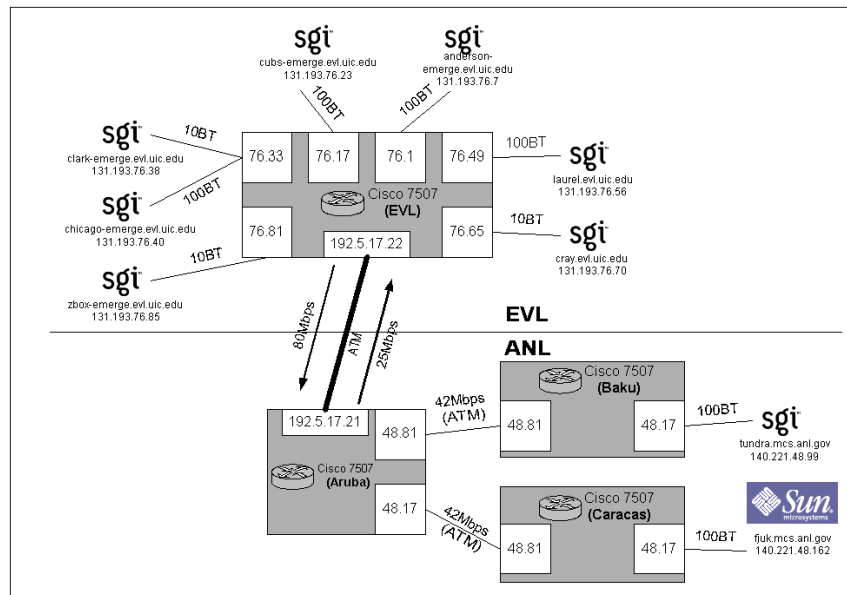 sgi
cubs-emerge.evl.uic.edu
131.193.76.23
sgi
anderson-
emerge.evl.uic.edu
131.193.76.7
100BT
100BT
sgi
clark-emerge.evl.uic.edu
131.193.76.38
10BT
100BT
sgi
chicago-emerge.evl.uic.edu
131.193.76.40
10BT
sgi
zbox-emerge.evl.uic.edu
131.193.76.85
76.33
76.17
76.1
76.49
Cisco 7507
(EVL)
76.81
192.5.17.22
76.65
100BT
sgi
laurel.evl.uic.edu
131.193.76.56
10BT
sgi
cray.evl.uic.edu
131.193.76.70
80Mbps
ATM
25Mbps
EVL
ANL
192.5.17.21
48.81
Cisco 7507
(Aruba)
48.17
42Mbps
(ATM)
42Mbps
(ATM)
Cisco 7507
(Baku)
48.81
48.17
100BT
sgi
tundra.mcs.anl.gov
140.221.48.99
Cisco 7507
(Caracas)
48.81
48.17
100BT
Sun
microsystems
fjuk.mcs.anl.gov
140.221.48.162